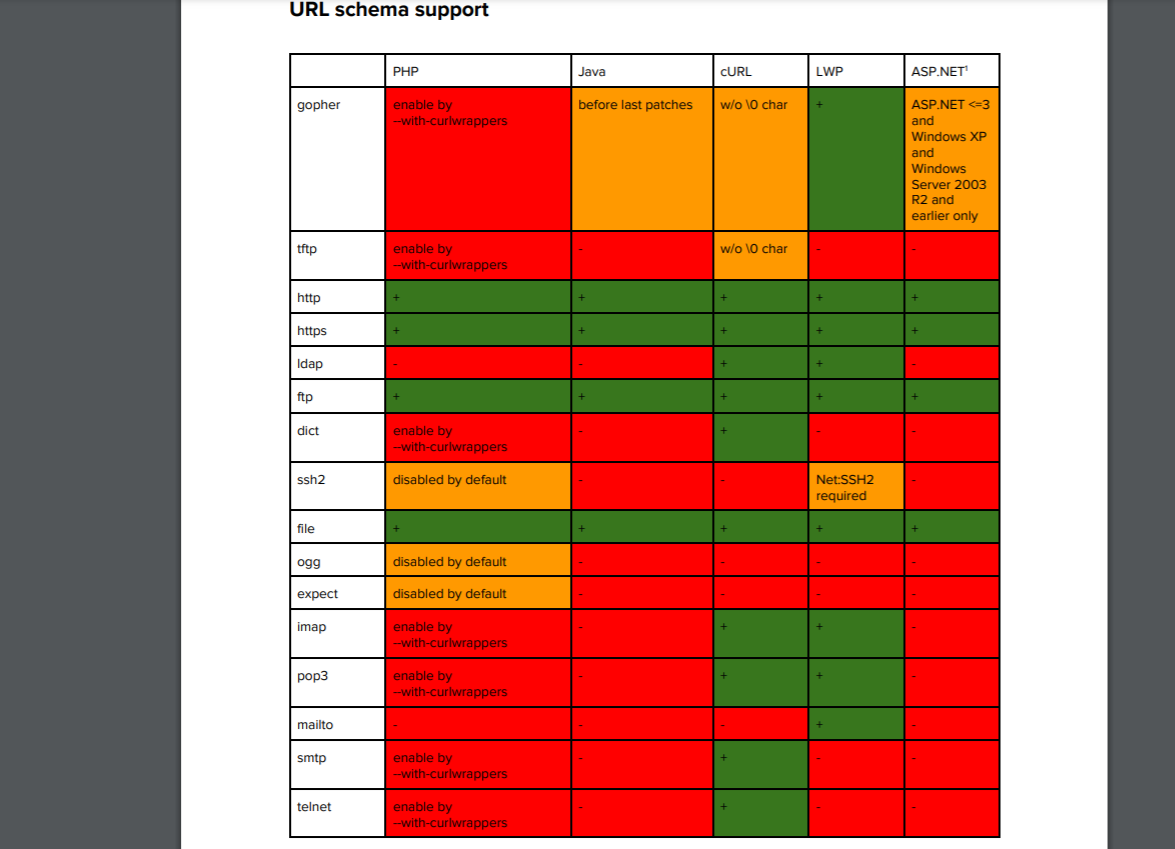 URL schema support
PHP Java cURL LWP ASP.NET¹
gopher enable by --with-curlwrappers before last patches w/o \0 char + ASP.NET <=3 and Windows XP and Windows Server 2003 R2 and earlier only
tftp enable by --with-curlwrappers - w/o \0 char - -
http + + + + +
https + + + + +
ldap - - + + -
ftp + + + + +
dict enable by --with-curlwrappers - + - -
ssh2 disabled by default - - Net:SSH2 required -
file + + + + +
ogg disabled by default - - - -
expect disabled by default - - - -
imap enable by --with-curlwrappers - + + -
pop3 enable by --with-curlwrappers - + + -
mailto - - - + -
smtp enable by --with-curlwrappers - + - -
telnet enable by --with-curlwrappers - + - -